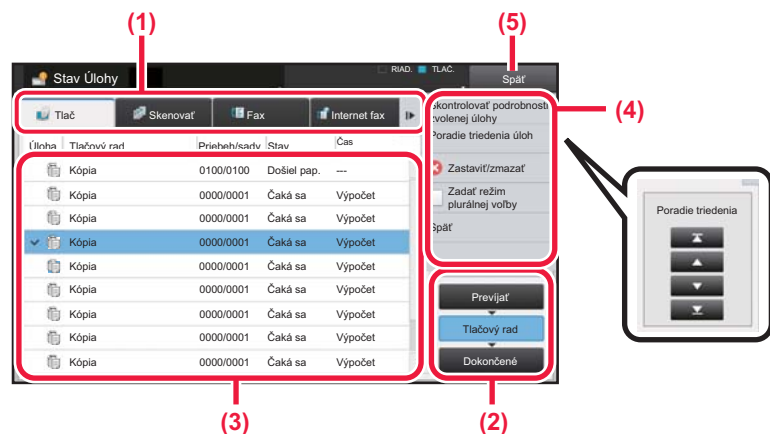 (1)
(5)
Stav Úlohy
RIAD.
TLAČ.
Späť
Tlač
Skenovať
Fax
Internet fax
(4)
skontrolovať podrobnosti
zvolenej úlohy
Poradie triedenia úloh
Zastaviť/zmazať
Zadať režim
plurálnej voľby
Späť
Úloha Tlačový rad Priebeh/sady Stav Čas
Kópia 0100/0100 Došiel pap. ---
Kópia 0000/0001 Čaká sa Výpočet
Kópia 0000/0001 Čaká sa Výpočet
Kópia 0000/0001 Čaká sa Výpočet
Kópia 0000/0001 Čaká sa Výpočet
Kópia 0000/0001 Čaká sa Výpočet
Kópia 0000/0001 Čaká sa Výpočet
Kópia 0000/0001 Čaká sa Výpočet
Kópia 0000/0001 Čaká sa Výpočet
Poradie triedenia
Previjať
Tlačový rad
Dokončené
(3)
(2)